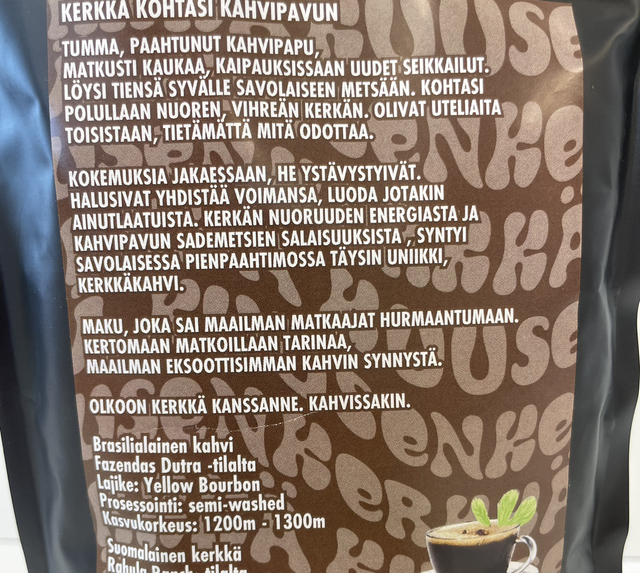 KERKKÄ KOHTASI KAHVIPAVUN
TUMMA, PAAHTUNUT KAHVIPAPU,
MATKUSTI KAUKAA, KAIPAUKSISSAAN UUDET SEIKKAILUT.
LÖYSI TIENSÄ SYVÄLLE SAVOLAISEEN METSÄÄN. KOHTASI
POLULLAAN NUOREN, VIHREÄN KERKÄN. OLIVAT UTELIAITA
TOISISTAAN, TIETÄMÄTTÄ MITÄ ODOTTAA.
KOKEMUKSIA JAKAESSAAN, HE YSTÄVYSTYIVÄT.
HALUSIVAT YHDISTÄÄ VOIMANSA, LUODA JOTAKIN
AINUTLAATUISTA. KERKÄN NUORUUDEN ENERGIASTA JA
KAHVIPAVUN SADEMETSIEN SALAISUUKSISTA , SYNTYI
SAVOLAISESSA PIENPAAHTIMOSSA TÄYSIN UNIIKKI,
KERKKÄKAHVI.
MAKU, JOKA SAI MAAILMAN MATKAAJAT HURMAANTUMAAN.
KERTOMAAN MATKOILLAAN TARINAA,
MAAILMAN EKSOOTTISIMMAN KAHVIN SYNNYSTÄ.
OLKOON KERKKÄ KANSSANNE. KAHVISSAKIN.
Brasilialainen kahvi
Fazendas Dutra -tilalta
Lajike: Yellow Bourbon
Prosessointi: semi-washed
Kasvukorkeus: 1200m - 1300m
Suomalainen kerkkä
Rahula Ranch -tilalta